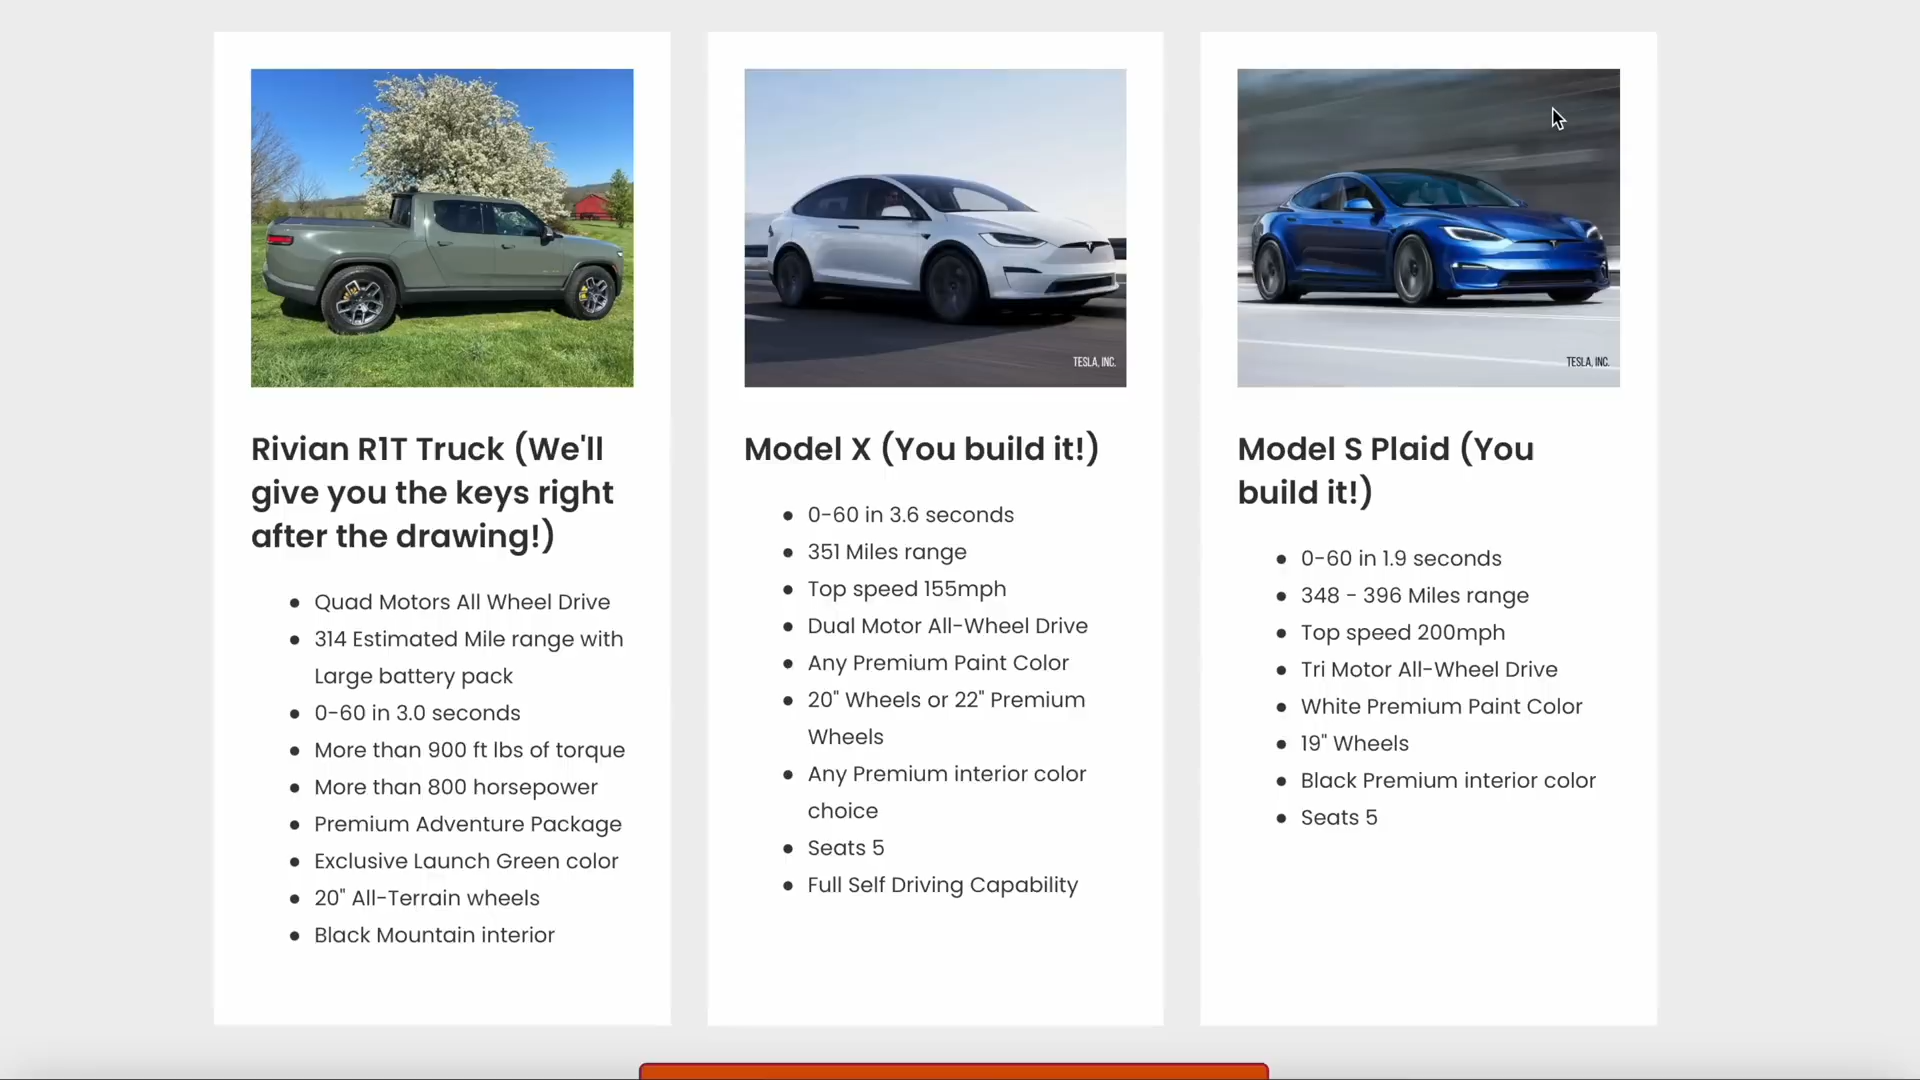 TESLA, INC.
TESLA, INC.
Rivian R1T Truck (We'll
give you the keys right
after the drawing!)
Quad Motors All Wheel Drive
314 Estimated Mile range with
Large battery pack
0-60 in 3.0 seconds
More than 900 ft lbs of torque
More than 800 horsepower
Premium Adventure Package
Exclusive Launch Green color
20" All-Terrain wheels
Black Mountain interior
Model X (You build it!)
0-60 in 3.6 seconds
351 Miles range
Top speed 155mph
Dual Motor All-Wheel Drive
Any Premium Paint Color
20" Wheels or 22" Premium
Wheels
Any Premium interior color
choice
Seats 5
Full Self Driving Capability
Model S Plaid (You
build it!)
0-60 in 1.9 seconds
348 - 396 Miles range
Top speed 200mph
Tri Motor All-Wheel Drive
White Premium Paint Color
19" Wheels
Black Premium interior color
Seats 5